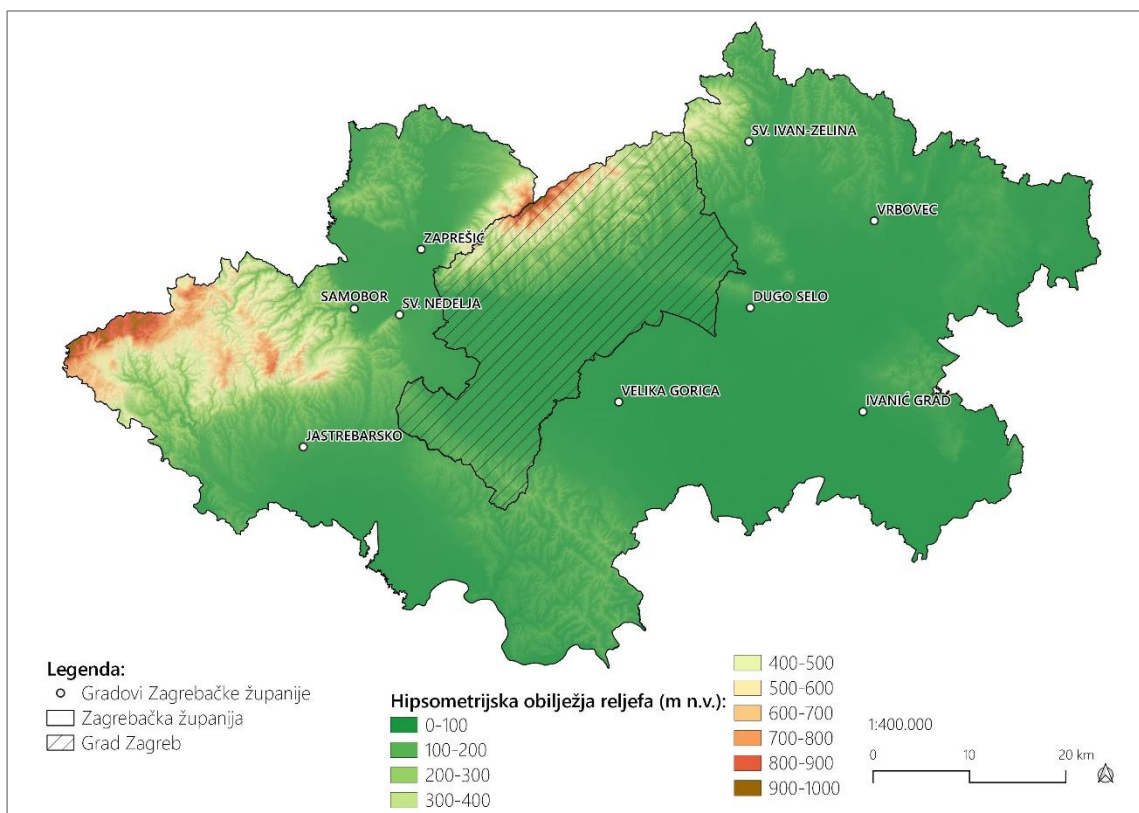 SV. IVAN-ZELINA
VRBOVEC
ZAPREŠIĆ
SAMOBOR
SV. NEDELJA
DUGO SELO
VELIKA GORICA
IVANIĆ GRAD
JASTREBARSKO
Legenda:
Gradovi Zagrebačke županije
Zagrebačka županija
Grad Zagreb
Hipsometrijska obilježja reljefa (m n.v.):
0-100
100-200
200-300
300-400
400-500
500-600
600-700
700-800
800-900
900-1000
1:400.000
0 10 20 km